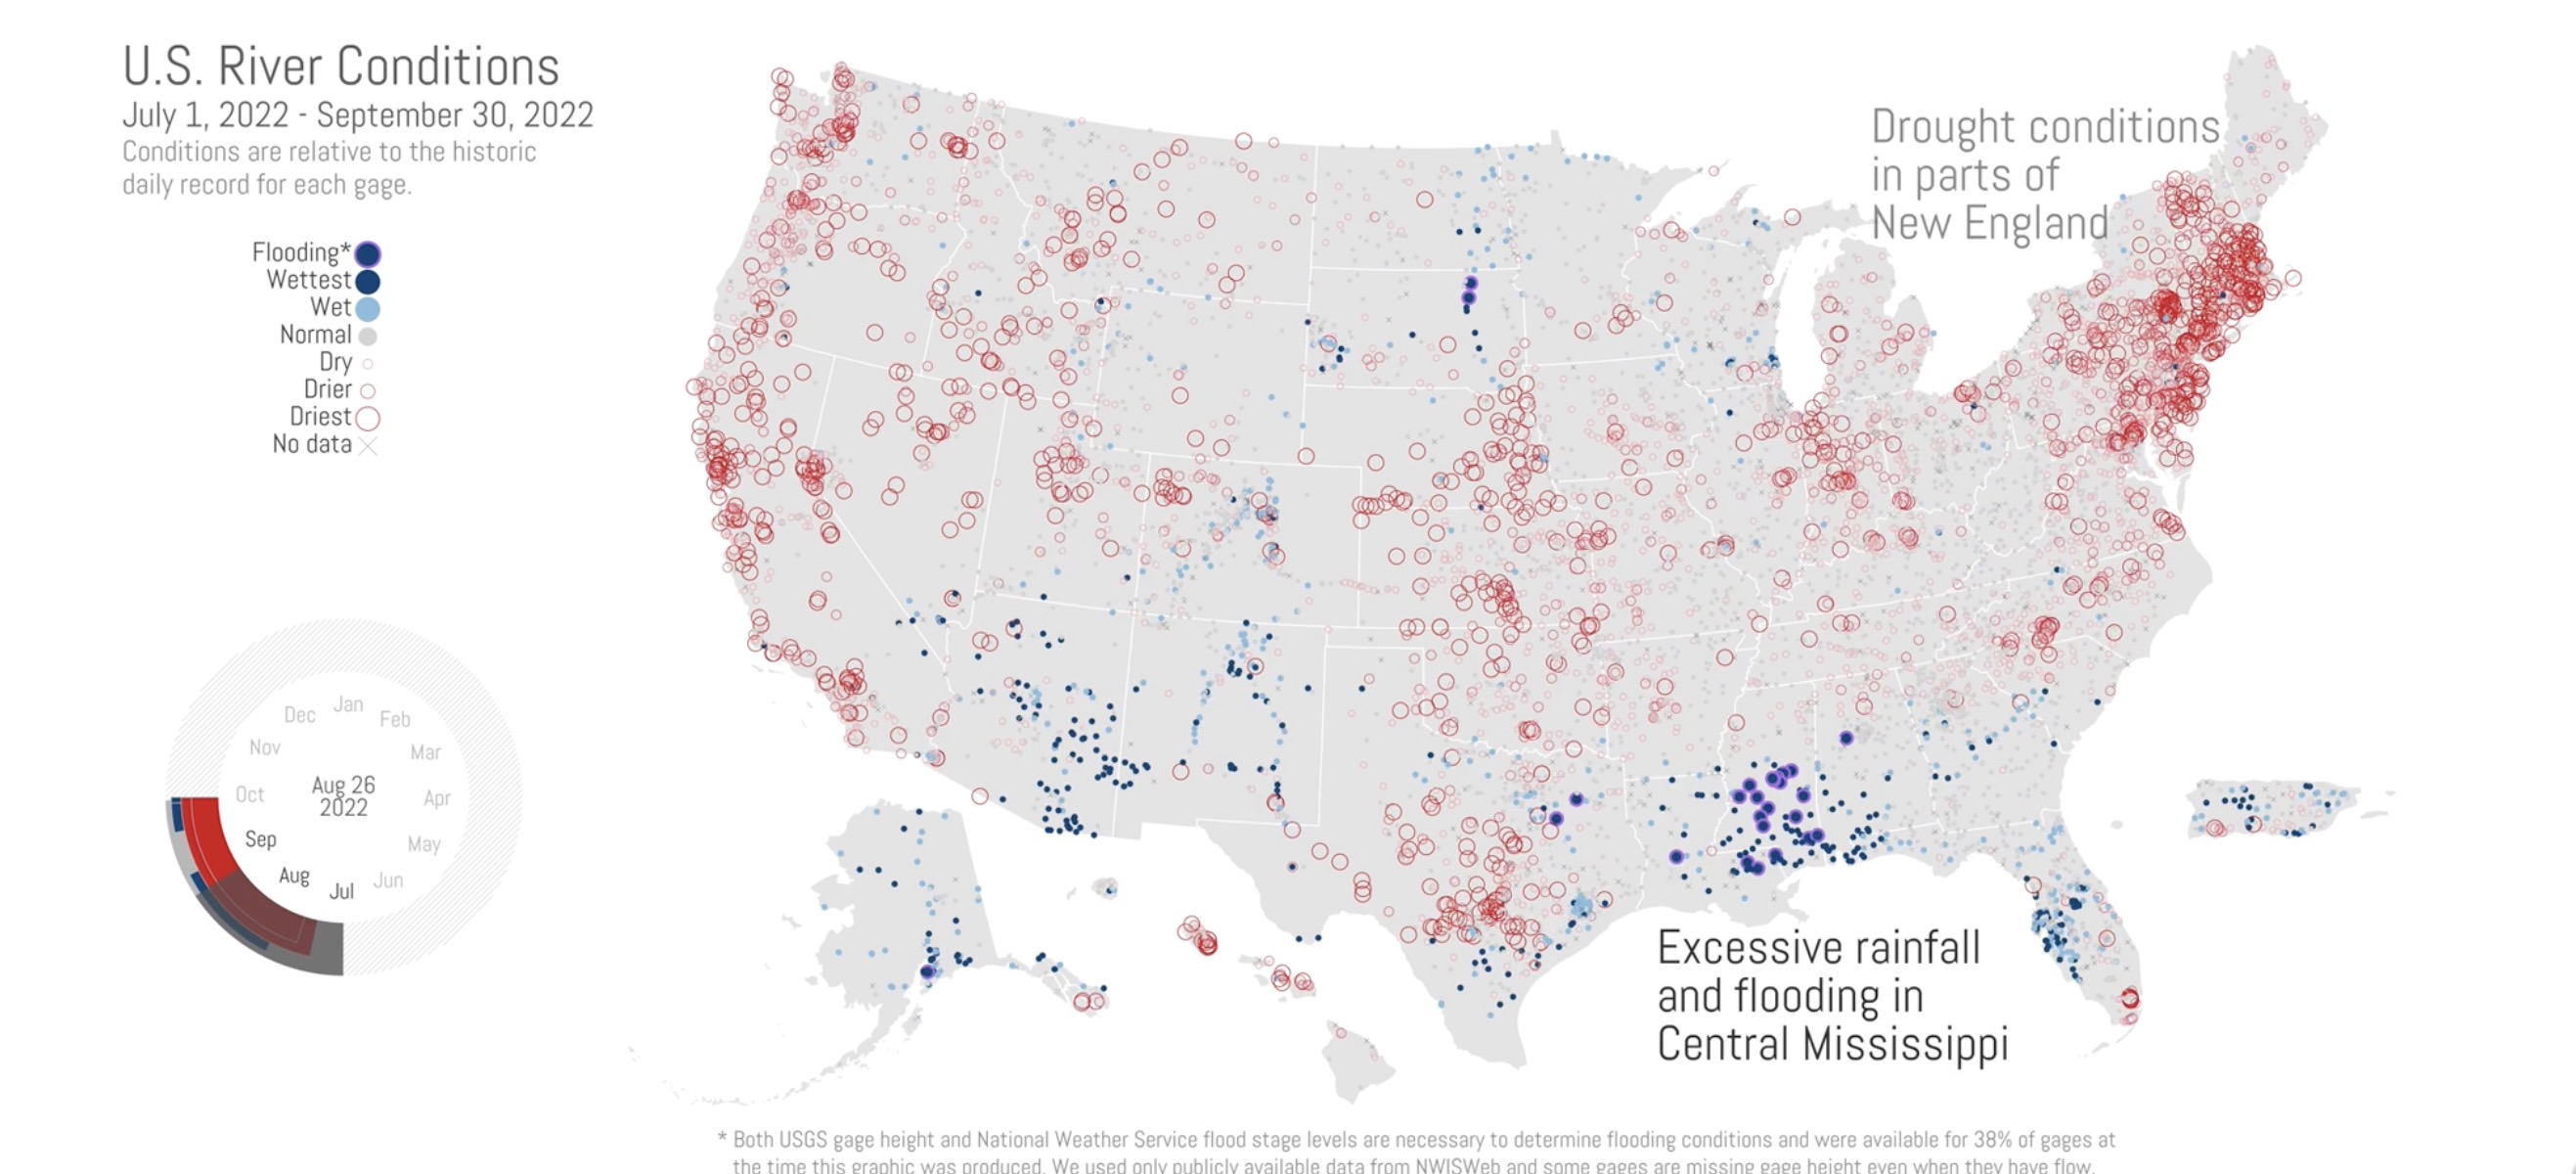 U.S. River Conditions
July 1, 2022 - September 30, 2022
Conditions are relative to the historic
daily record for each gage.
Flooding*
Wettest
Wet
Normal
Dry
Drier
Driest
No data
Drought conditions
in parts of
New England
Jan
Feb
Mar
Apr
May
Jun
Jul
Aug
Sep
Oct
Nov
Dec
Aug 26
2022
Excessive rainfall
and flooding in
Central Mississippi
* Both USGS gage height and National Weather Service flood stage levels are necessary to determine flooding conditions and were available for 38% of gages at
the time this graphic was produced. We used only publicly available data from NWISWeb and some gages are missing gage height even when they have flow.